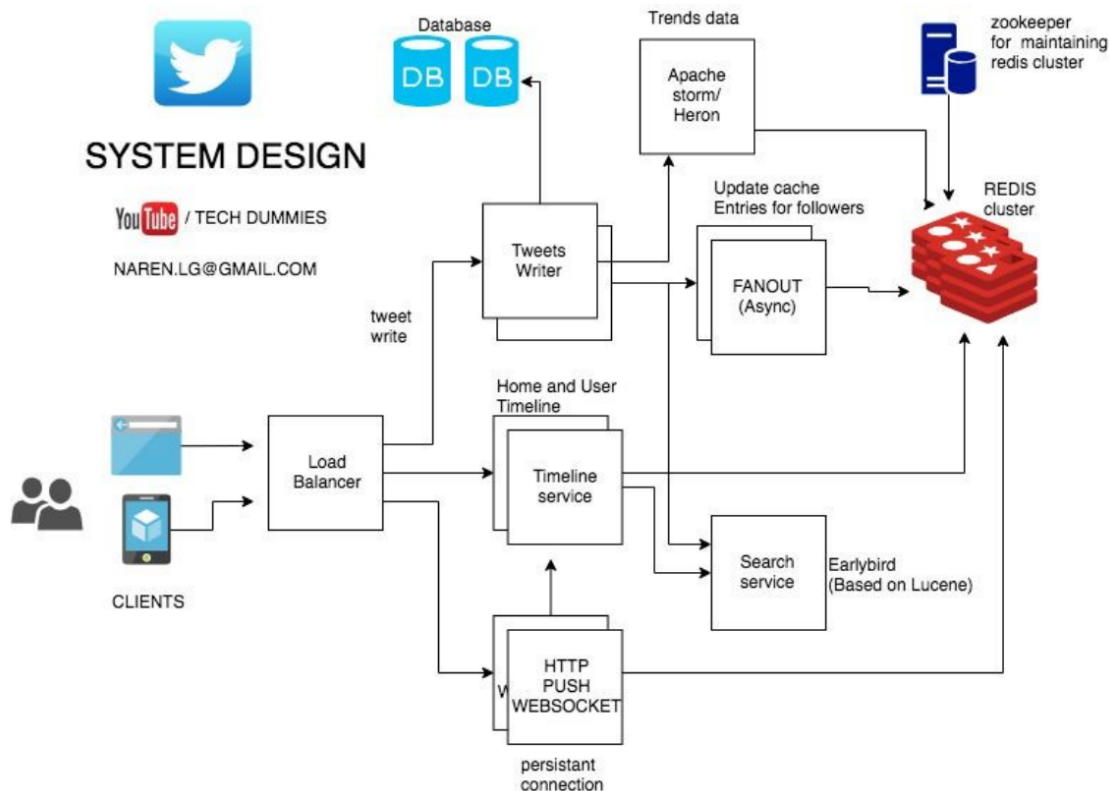 Database
DB
DB
Trends data
Apache
storm/
Heron
zookeeper
for maintaining
redis cluster
SYSTEM DESIGN
You Tube / TECH DUMMIES
NAREN.LG@GMAIL.COM
Tweets
Writer
Update cache
Entries for followers
FANOUT
(Async)
REDIS
cluster
tweet
write
Home and User
Timeline
Load
Balancer
Timeline
service
Search
service
Earlybird
(Based on Lucene)
CLIENTS
W
HTTP
PUSH
WEBSOCKET
persistant
connection